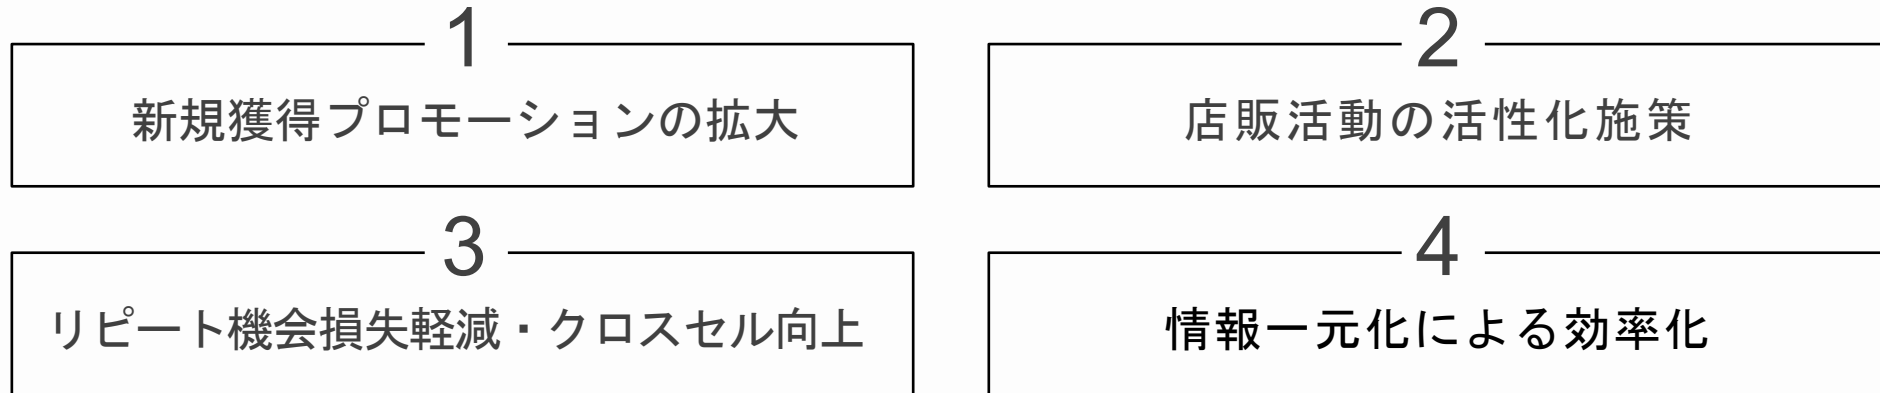 1
新規獲得プロモーションの拡大
2
店販活動の活性化施策
3
リピート機会損失軽減・クロスセル向上
4
情報一元化による効率化